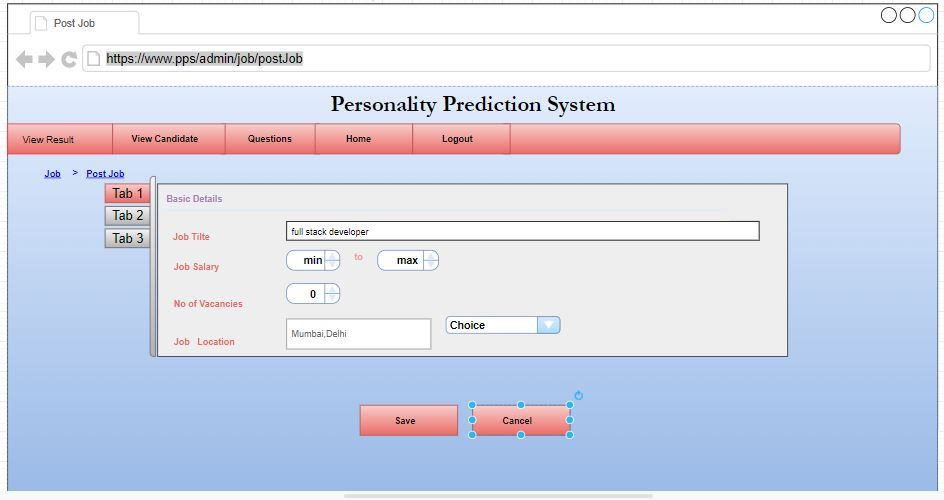 Post Job
https://www.pps/admin/job/postJob
Personality Prediction System
View Result View Candidate Questions Home Logout
Job > Post Job
Tab 1
Tab 2
Tab 3
Basic Details
Job Tilte full stack developer
Job Salary min to max
No of Vacancies 0
Job Location Mumbai,Delhi Choice
Save Cancel